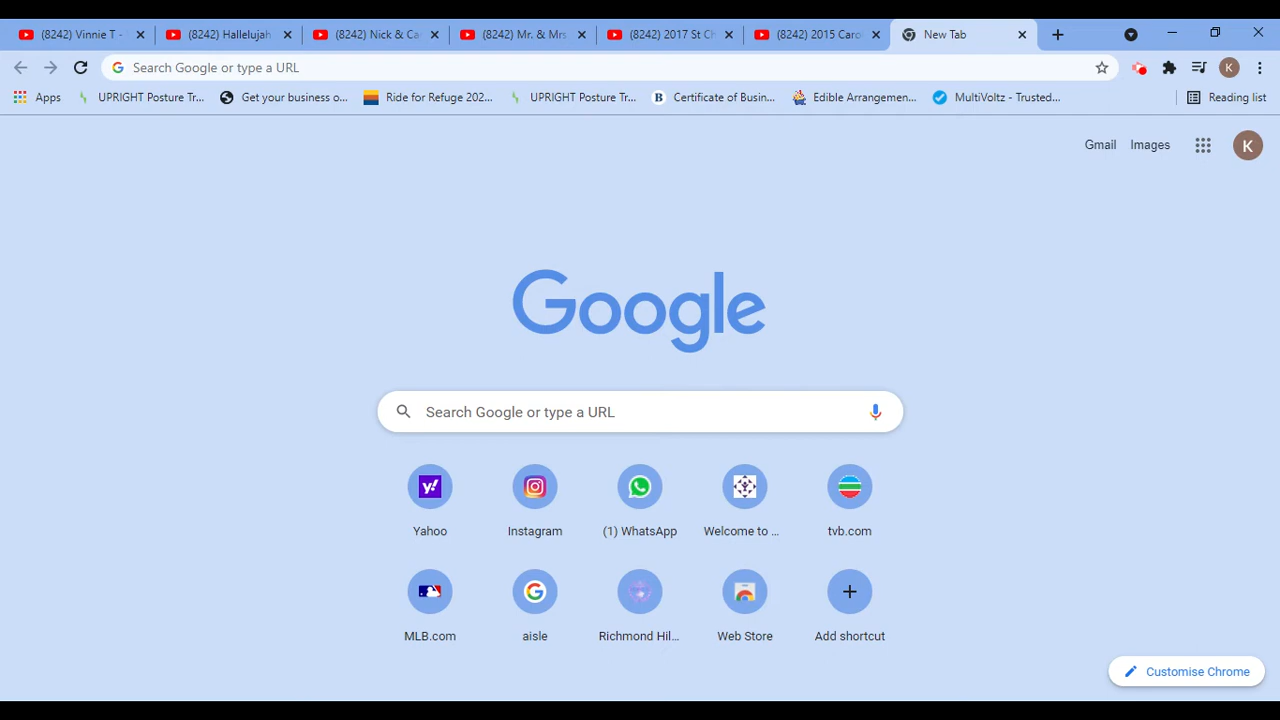 (8242) Vinnie T -
(8242) Hallelujah
(8242) Nick & Ca
(8242) Mr. & Mrs.
(8242) 2017 St Ch
(8242) 2015 Caro
New Tab
Search Google or type a URL
K
Apps
UPRIGHT Posture Tr...
Get your business o...
Ride for Refuge 202...
UPRIGHT Posture Tr...
B
Certificate of Busin...
Edible Arrangemen...
MultiVoltz - Trusted...
Reading list
Gmail
Images
K
Google
Search Google or type a URL
Yahoo
Instagram
(1) WhatsApp
Welcome to ...
tvb.com
MLB.com
aisle
Richmond Hil...
Web Store
Add shortcut
Customise Chrome